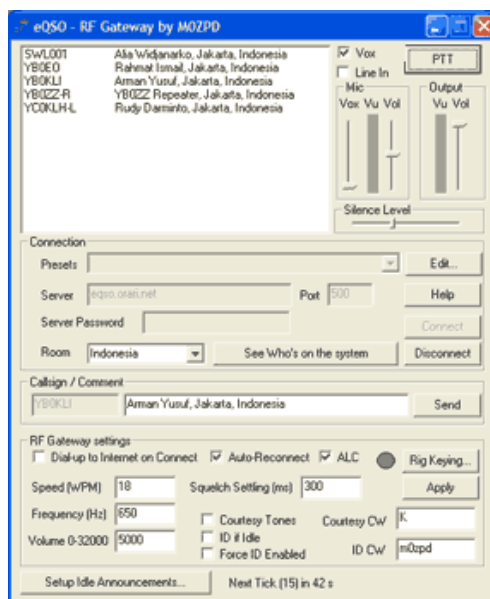 eQSO - RF Gateway by M0ZPD
SWL001 Alia Widjanarko, Jakarta, Indonesia
YB0EO Rahmat Ismail, Jakarta, Indonesia
YB0KLI Arman Yusuf, Jakarta, Indonesia
YB0ZZ-R YB0ZZ Repeater, Jakarta, Indonesia
YC0KLH-L Rudy Darminto, Jakarta, Indonesia
Vox
Line In
PTT
Mic
Vox Vu Vol
Output
Vu Vol
Silence Level
Connection
Presets
Edit...
Server eqso.orari.net Port 500 Help
Server Password Connect
Room Indonesia See Who's on the system Disconnect
Callsign / Comment
YB0KLI Arman Yusuf, Jakarta, Indonesia Send
RF Gateway settings
Dial-up to Internet on Connect Auto-Reconnect ALC Rig Keying...
Speed (WPM) 18 Squelch Settling (ms) 300 Apply
Frequency (Hz) 650 Courtesy Tones Courtesy CW K
Volume 0-32000 5000 ID if Idle
Force ID Enabled ID CW m0zpd
Setup Idle Announcements... Next Tick (15) in 42 s